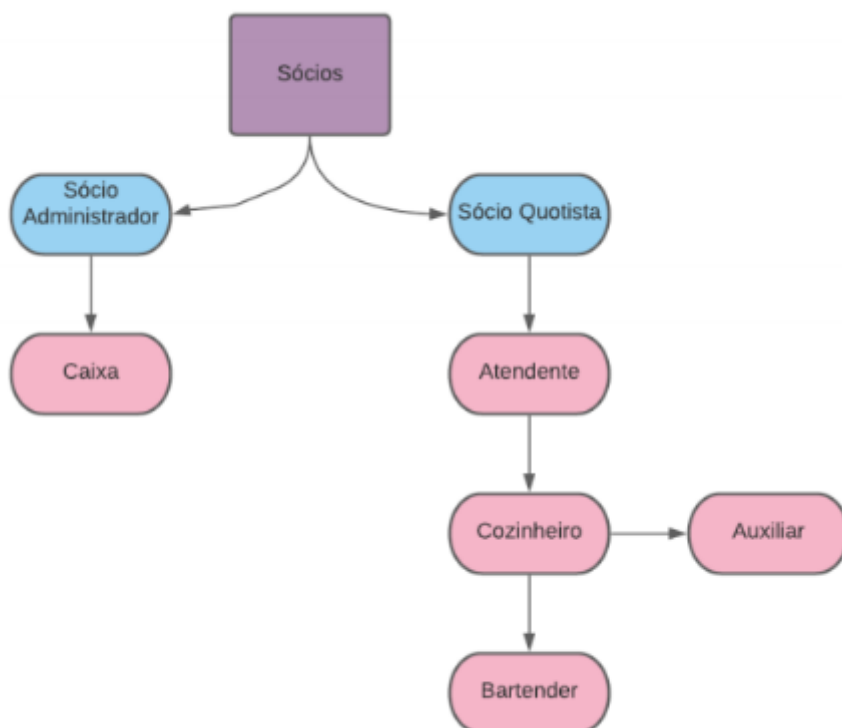 Sócios
Sócio
Administrador
Sócio Quotista
Caixa
Atendente
Cozinheiro
Auxiliar
Bartender